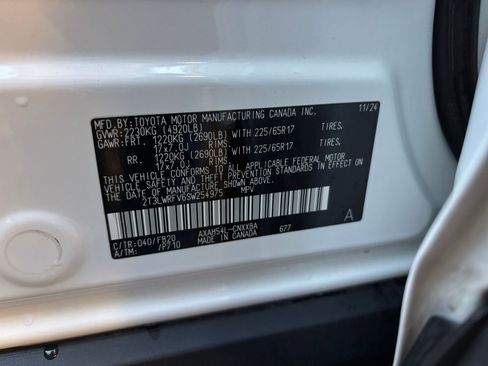 MFD.BY:TOYOTA MOTOR MANUFACTURING CANADA INC. 11/24
GVWR:2230KG (4920LB)
GAWR:FRT. 1220KG (2690LB) WITH 225/65R17 TIRES.
17X7.0J RIMS
RR. 1220KG (2690LB) WITH 225/65R17 TIRES.
17X7.0J RIMS
THIS VEHICLE CONFORMS TO ALL APPLICABLE FEDERAL MOTOR
VEHICLE SAFETY AND THEFT PREVENTION STANDARDS IN
EFFECT ON THE DATE OF MANUFACTURE SHOWN ABOVE.
2T3LWRFV6SW254975 MPV
C/TR:040/FB20 AXAH54L-CNXXBA 677 A
A/TM: /P710 MADE IN CANADA